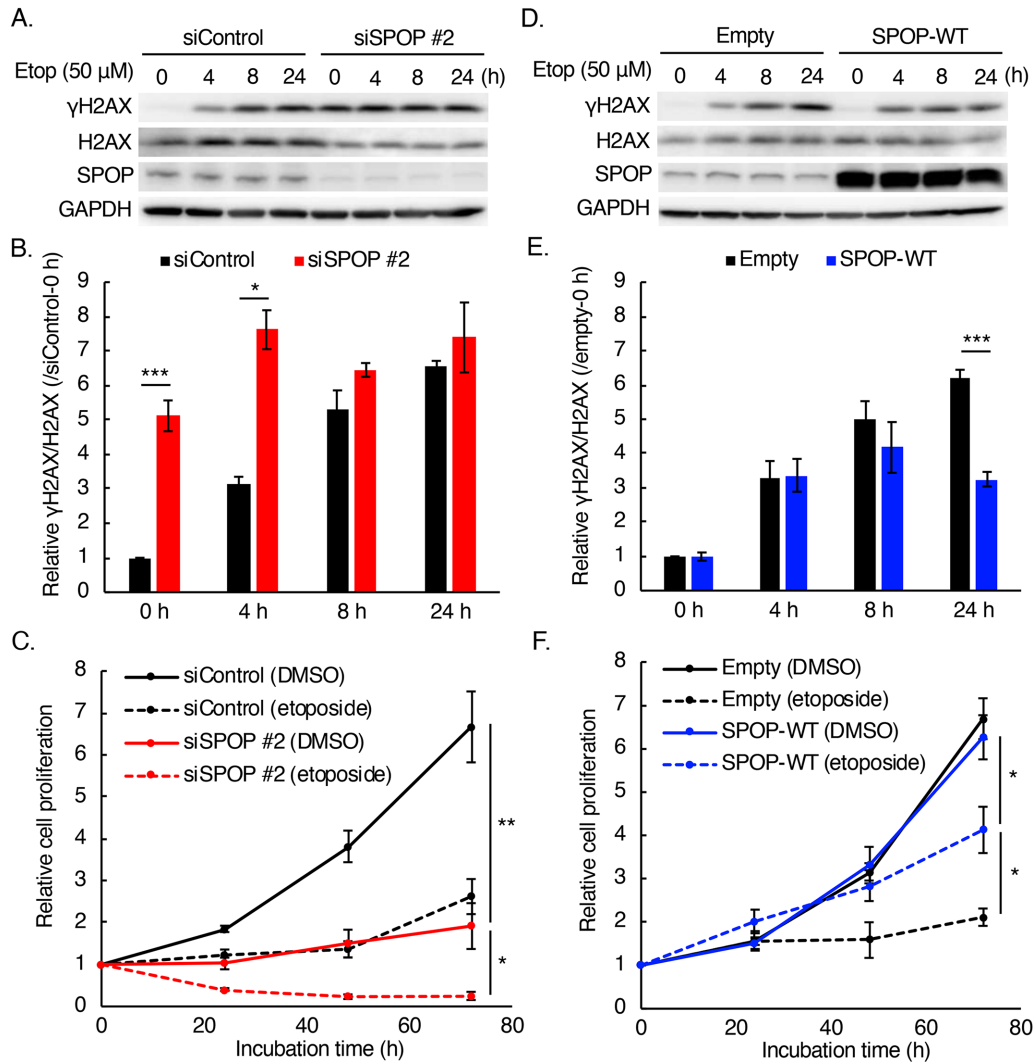 A.
siControl siSPOP #2
Etop (50 µM) 0 4 8 24 0 4 8 24 (h)
γH2AX
H2AX
SPOP
GAPDH
B.
siControl siSPOP #2
Relative γH2AX/H2AX (/siControl-0 h)
9
8
7
6
5
4
3
2
1
0
*** *
0 h 4 h 8 h 24 h
C.
siControl (DMSO)
siControl (etoposide)
siSPOP #2 (DMSO)
siSPOP #2 (etoposide)
Relative cell proliferation
8
7
6
5
4
3
2
1
0
**
*
0 20 40 60 80
Incubation time (h)
D.
Empty SPOP-WT
Etop (50 µM) 0 4 8 24 0 4 8 24 (h)
γH2AX
H2AX
SPOP
GAPDH
E.
Empty SPOP-WT
Relative γH2AX/H2AX (/empty-0 h)
9
8
7
6
5
4
3
2
1
0
***
0 h 4 h 8 h 24 h
F.
Empty (DMSO)
Empty (etoposide)
SPOP-WT (DMSO)
SPOP-WT (etoposide)
Relative cell proliferation
8
7
6
5
4
3
2
1
0
*
*
0 20 40 60 80
Incubation time (h)